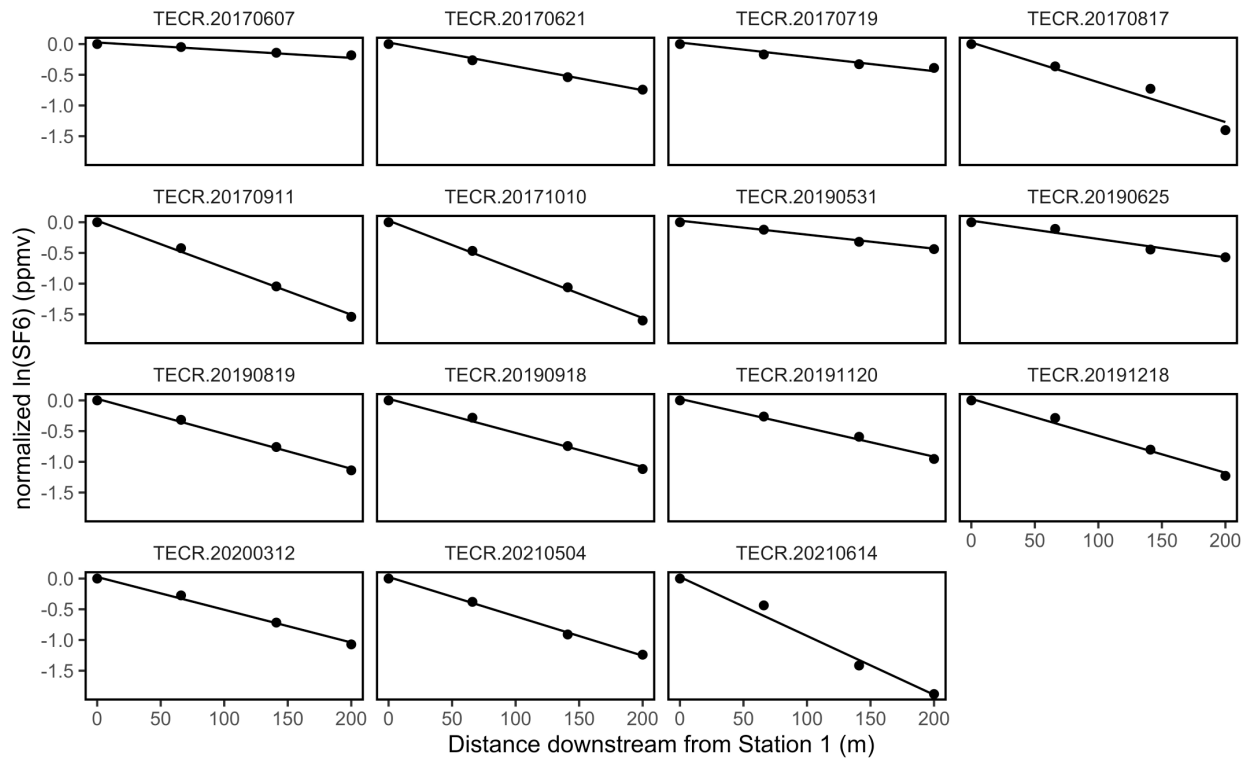 TECR.20170607 TECR.20170621 TECR.20170719 TECR.20170817
0.0
-0.5
-1.0
-1.5
TECR.20170911 TECR.20171010 TECR.20190531 TECR.20190625
0.0
-0.5
-1.0
-1.5
TECR.20190819 TECR.20190918 TECR.20191120 TECR.20191218
0.0
-0.5
-1.0
-1.5
0 50 100 150 200
TECR.20200312 TECR.20210504 TECR.20210614
0.0
-0.5
-1.0
-1.5
0 50 100 150 200 0 50 100 150 200 0 50 100 150 200
normalized ln(SF6) (ppmv)
Distance downstream from Station 1 (m)